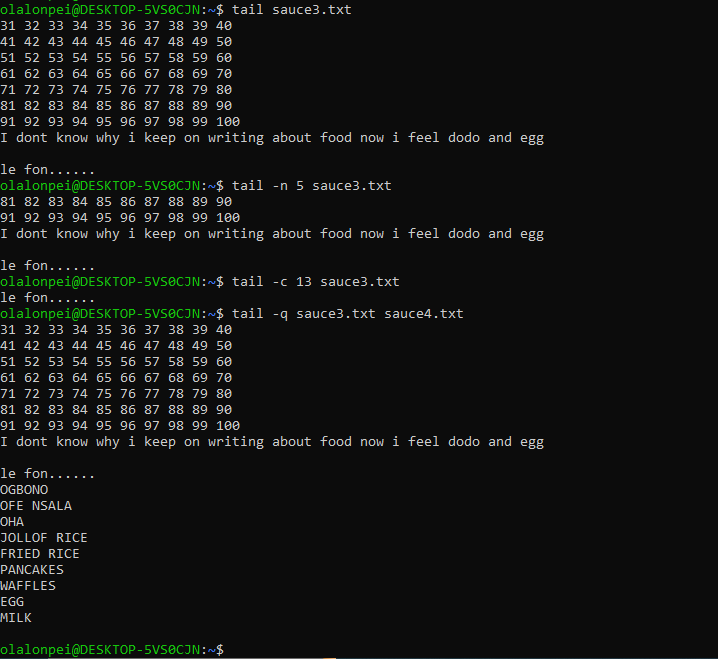 olalonpei@DESKTOP-5VS0CJN:~$ tail sauce3.txt
31 32 33 34 35 36 37 38 39 40
41 42 43 44 45 46 47 48 49 50
51 52 53 54 55 56 57 58 59 60
61 62 63 64 65 66 67 68 69 70
71 72 73 74 75 76 77 78 79 80
81 82 83 84 85 86 87 88 89 90
91 92 93 94 95 96 97 98 99 100
I dont know why i keep on writing about food now i feel dodo and egg

le fon......
olalonpei@DESKTOP-5VS0CJN:~$ tail -n 5 sauce3.txt
81 82 83 84 85 86 87 88 89 90
91 92 93 94 95 96 97 98 99 100
I dont know why i keep on writing about food now i feel dodo and egg

le fon......
olalonpei@DESKTOP-5VS0CJN:~$ tail -c 13 sauce3.txt
le fon......
olalonpei@DESKTOP-5VS0CJN:~$ tail -q sauce3.txt sauce4.txt
31 32 33 34 35 36 37 38 39 40
41 42 43 44 45 46 47 48 49 50
51 52 53 54 55 56 57 58 59 60
61 62 63 64 65 66 67 68 69 70
71 72 73 74 75 76 77 78 79 80
81 82 83 84 85 86 87 88 89 90
91 92 93 94 95 96 97 98 99 100
I dont know why i keep on writing about food now i feel dodo and egg

le fon......
OGBONO
OFE NSALA
OHA
JOLLOF RICE
FRIED RICE
PANCAKES
WAFFLES
EGG
MILK

olalonpei@DESKTOP-5VS0CJN:~$